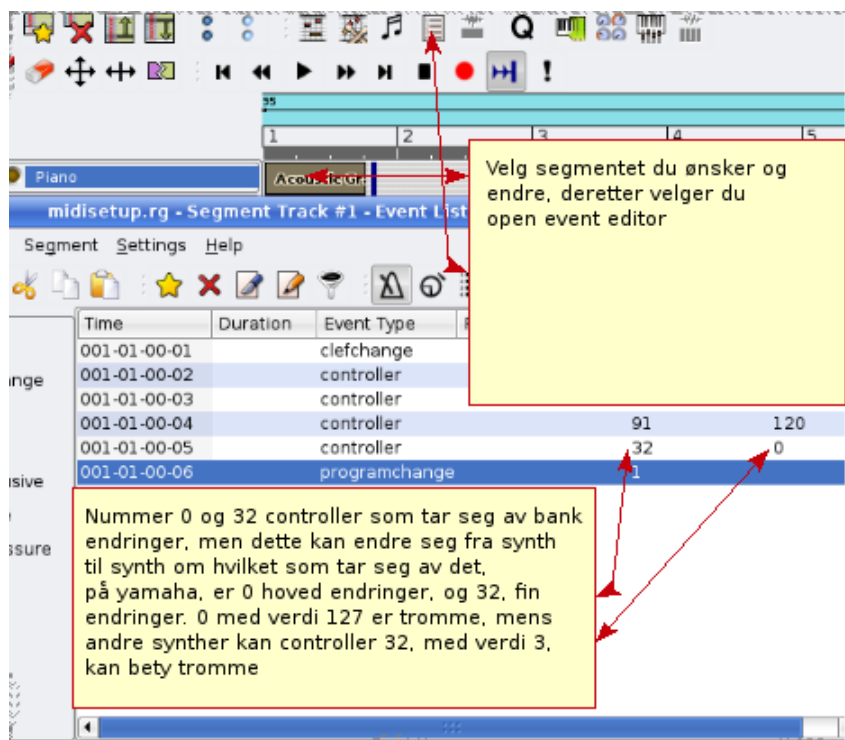 Q
!
95
1 2 3 4 5
Piano
Velg segmentet du ønsker og
endre, deretter velger du
open event editor
midisetup.rg - Segment Track #1 - Event List
Segment Settings Help
Time Duration Event Type
001-01-00-01 clefchange
001-01-00-02 controller
001-01-00-03 controller
001-01-00-04 controller 91 120
001-01-00-05 controller 32 0
001-01-00-06 programchange 1
Nummer 0 og 32 controller som tar seg av bank
endringer, men dette kan endre seg fra synth
til synth om hvilket som tar seg av det,
på yamaha, er 0 hoved endringer, og 32, fin
endringer. 0 med verdi 127 er tromme, mens
andre synther kan controller 32, med verdi 3,
kan bety tromme